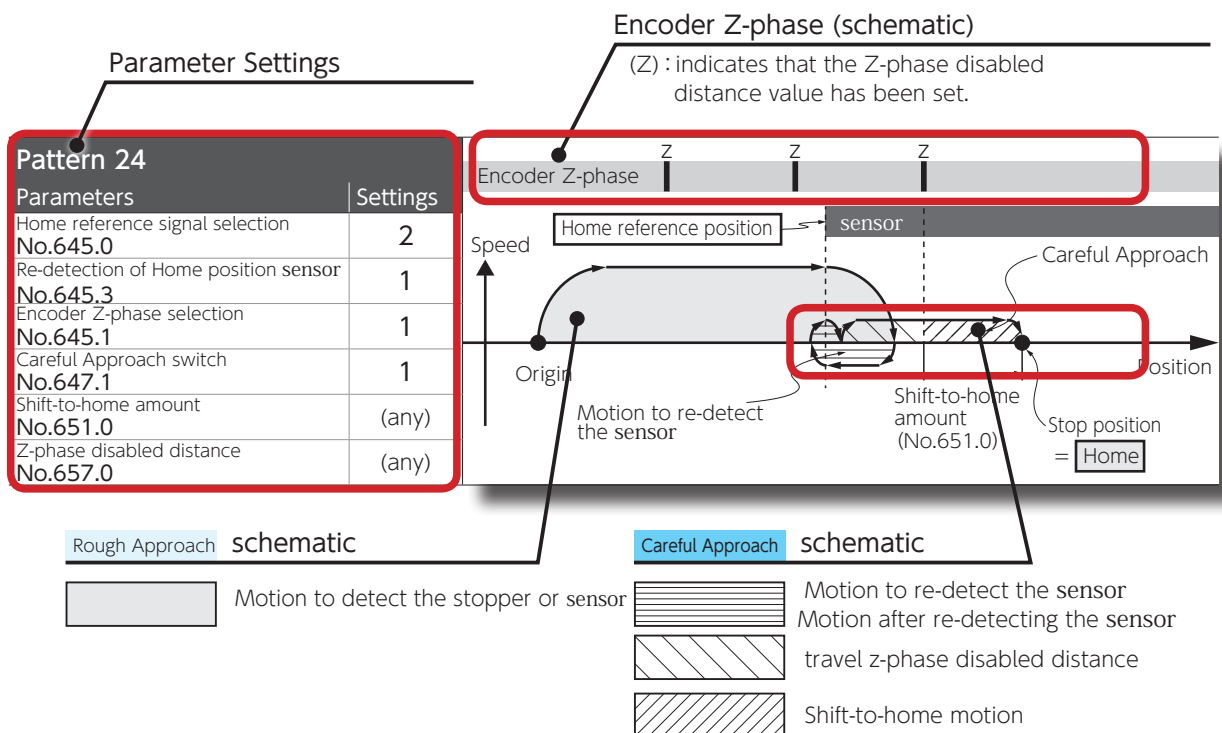 Encoder Z-phase (schematic)
(Z) : indicates that the Z-phase disabled
distance value has been set.
Parameter Settings
Pattern 24
Parameters Settings
Home reference signal selection
No.645.0 2
Re-detection of Home position sensor
No.645.3 1
Encoder Z-phase selection
No.645.1 1
Careful Approach switch
No.647.1 1
Shift-to-home amount
No.651.0 (any)
Z-phase disabled distance
No.657.0 (any)
Z Z Z
Encoder Z-phase
Home reference position
sensor
Speed
Careful Approach
Origin
Position
Motion to re-detect
the sensor
Shift-to-home
amount
(No.651.0)
Stop position
= Home
Rough Approach schematic
Motion to detect the stopper or sensor
Careful Approach schematic
Motion to re-detect the sensor
Motion after re-detecting the sensor
travel z-phase disabled distance
Shift-to-home motion